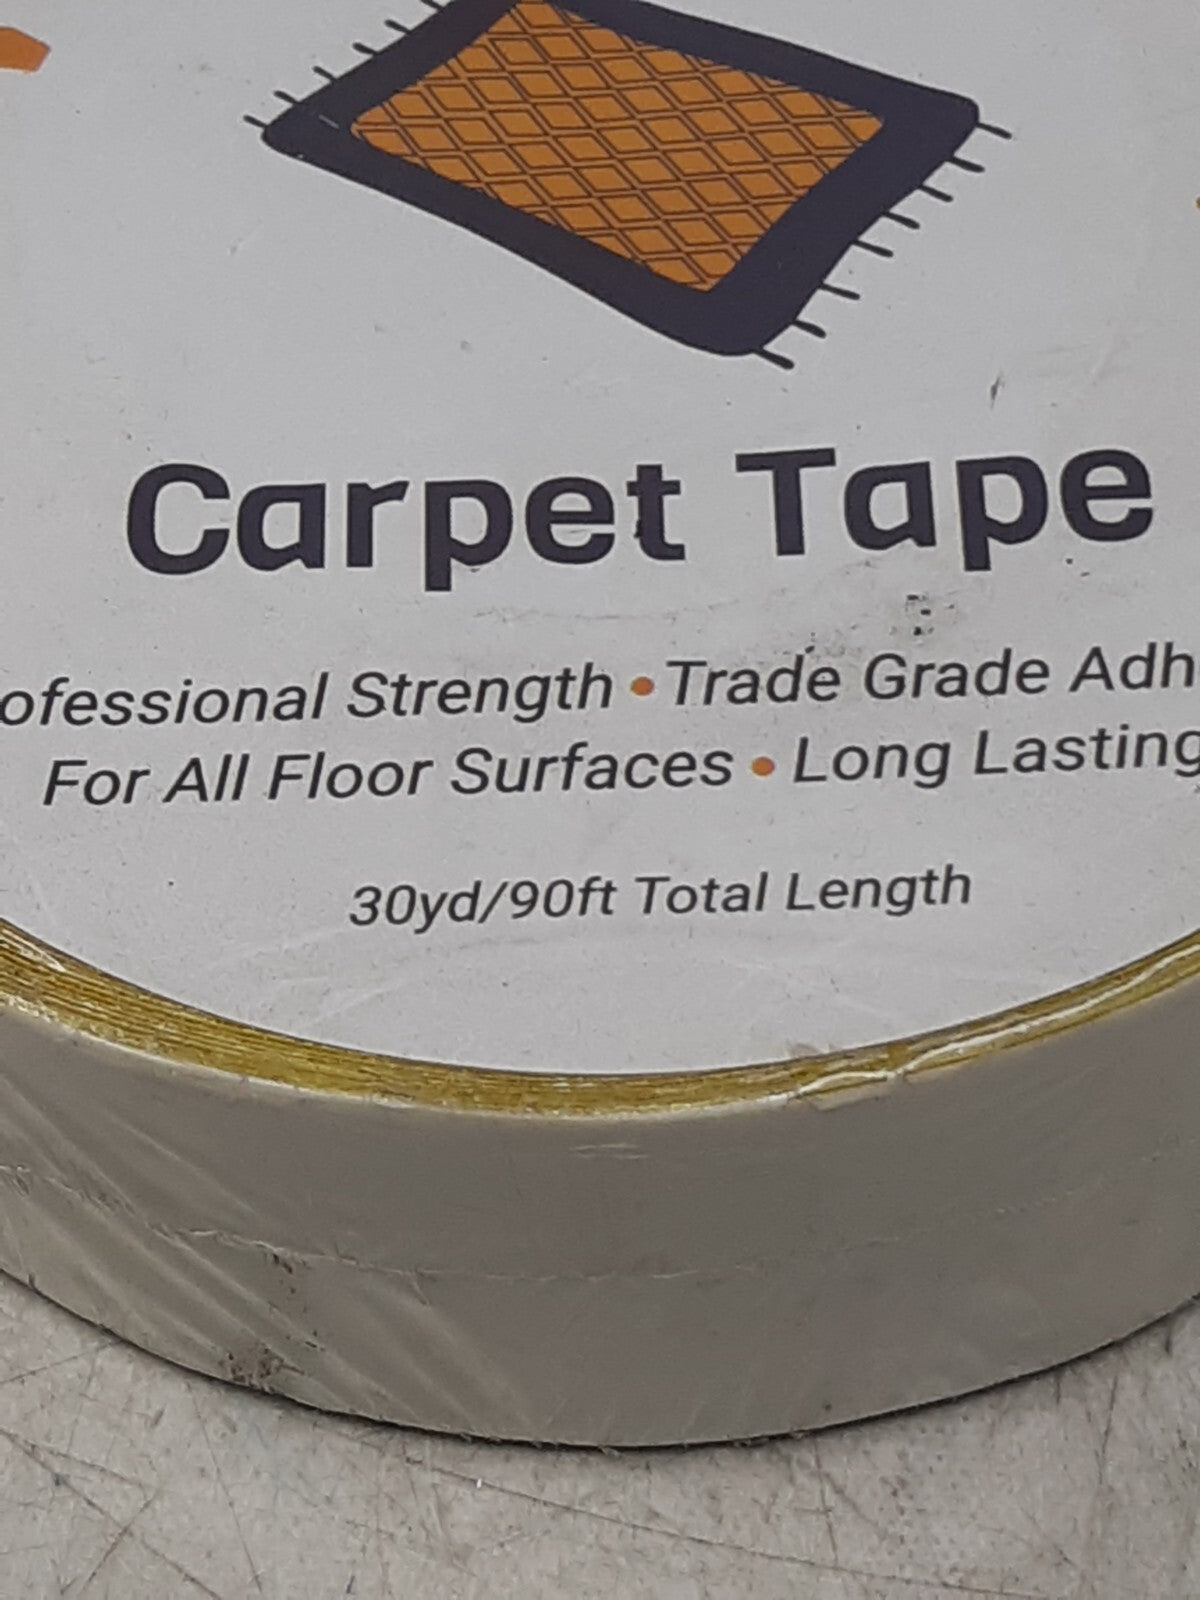 Carpet Tape
ofessional Strength • Trade Grade Adh
For All Floor Surfaces • Long Lasting
30yd/90ft Total Length